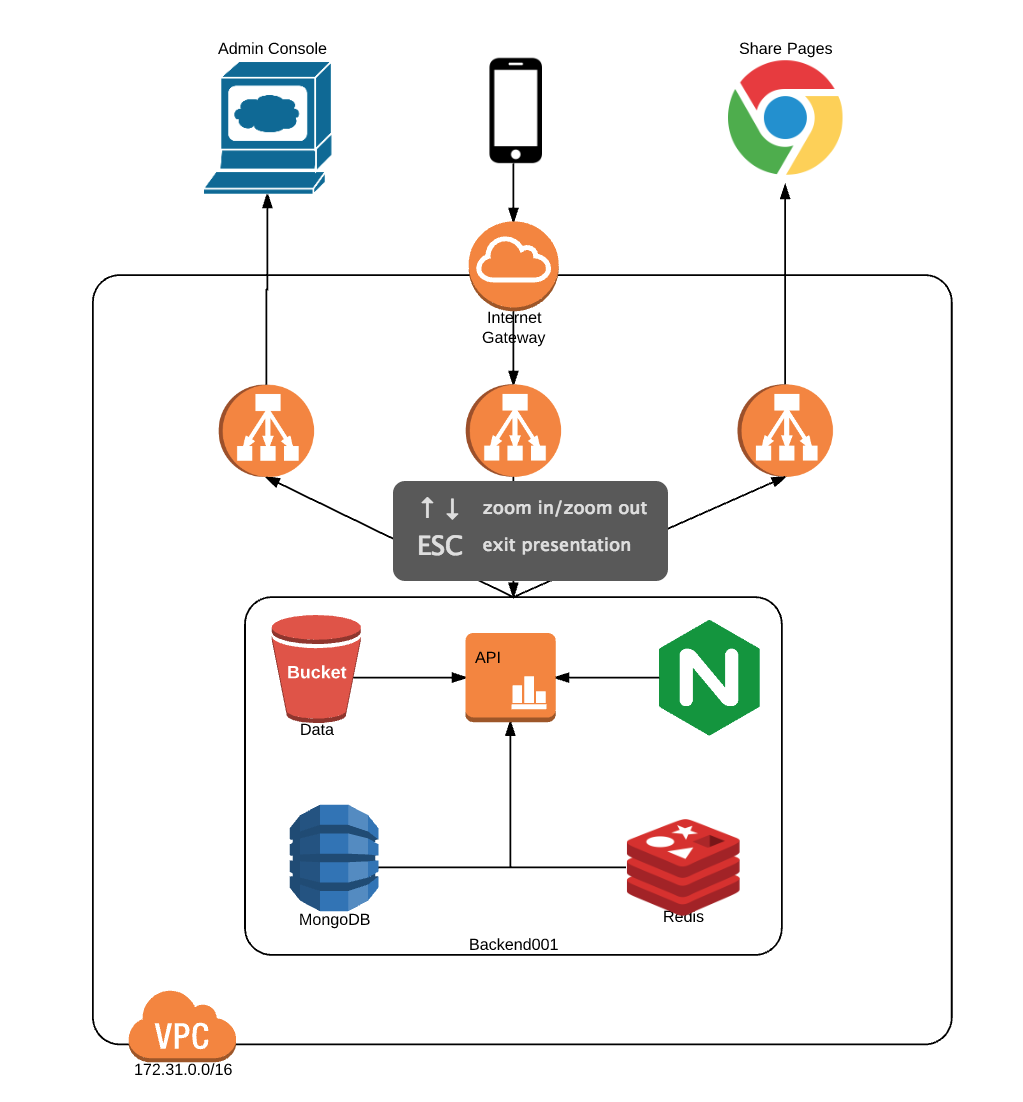 Admin Console
Share Pages
Internet
Gateway
↑ ↓ zoom in/zoom out
ESC exit presentation
Bucket
Data
API
N
MongoDB
Redis
Backend001
VPC
172.31.0.0/16